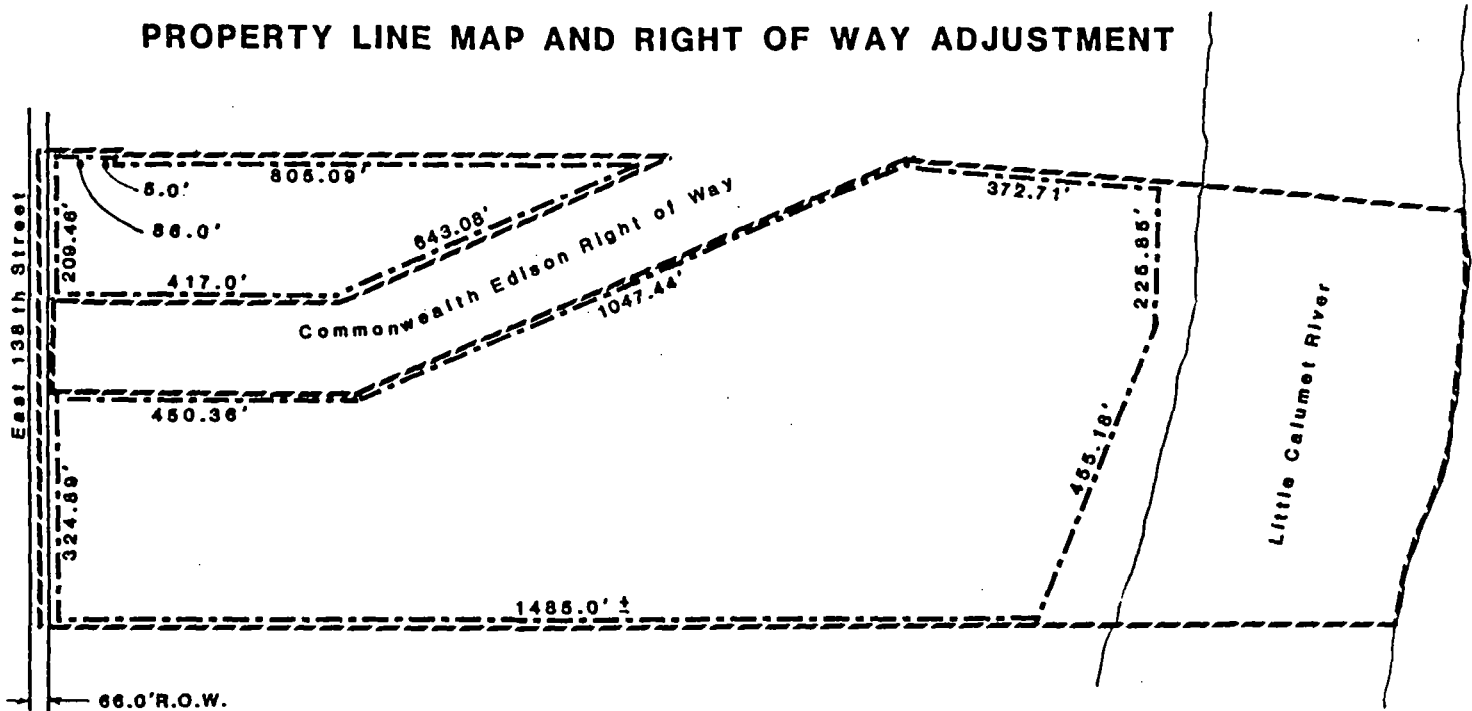 PROPERTY LINE MAP AND RIGHT OF WAY ADJUSTMENT
805.09'
5.0'
86.0'
209.46'
East 138th Street
417.0'
643.08'
Commonwealth Edison Right of Way
1047.44'
372.71'
225.85'
450.36'
455.18'
Little Calumet River
324.89'
1485.0' ±
66.0'R.O.W.